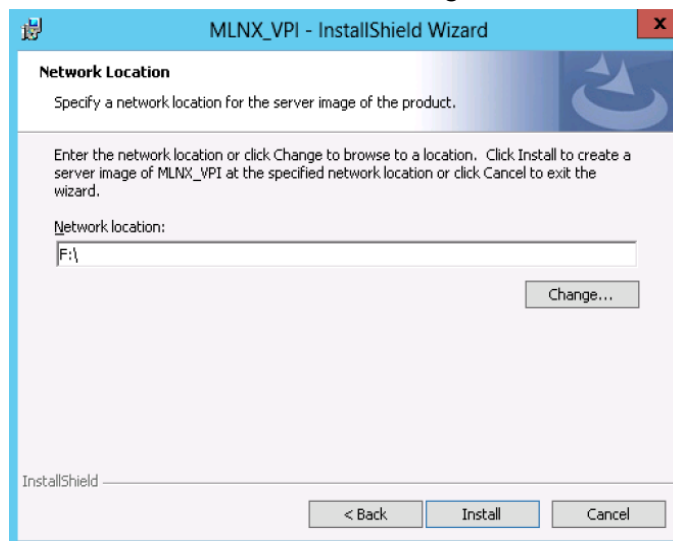 MLNX_VPI - InstallShield Wizard
x
Network Location
Specify a network location for the server image of the product.
Enter the network location or click Change to browse to a location. Click Install to create a
server image of MLNX_VPI at the specified network location or click Cancel to exit the
wizard.
Network location:
F:\
Change...
InstallShield
< Back Install Cancel